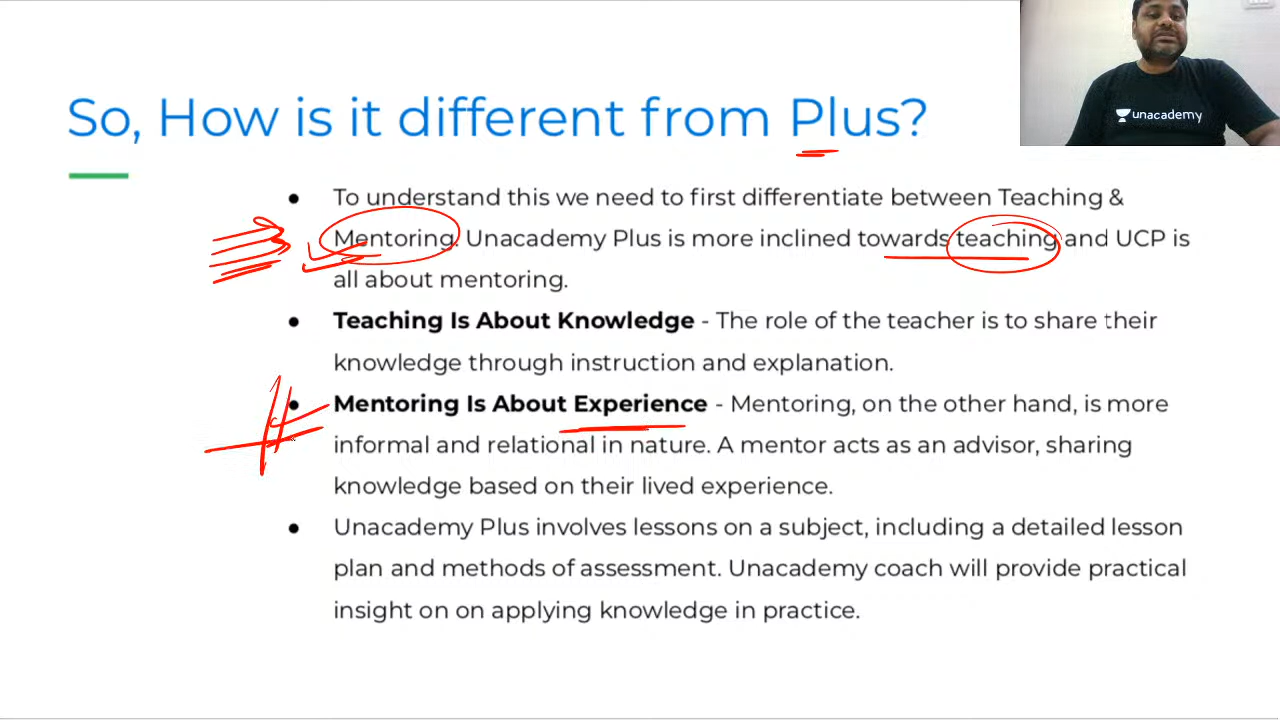 So, How is it different from Plus?
unacademy
● To understand this we need to first differentiate between Teaching &
Mentoring. Unacademy Plus is more inclined towards teaching and UCP is
all about mentoring.
● Teaching Is About Knowledge - The role of the teacher is to share their
knowledge through instruction and explanation.
● Mentoring Is About Experience - Mentoring, on the other hand, is more
informal and relational in nature. A mentor acts as an advisor, sharing
knowledge based on their lived experience.
● Unacademy Plus involves lessons on a subject, including a detailed lesson
plan and methods of assessment. Unacademy coach will provide practical
insight on on applying knowledge in practice.